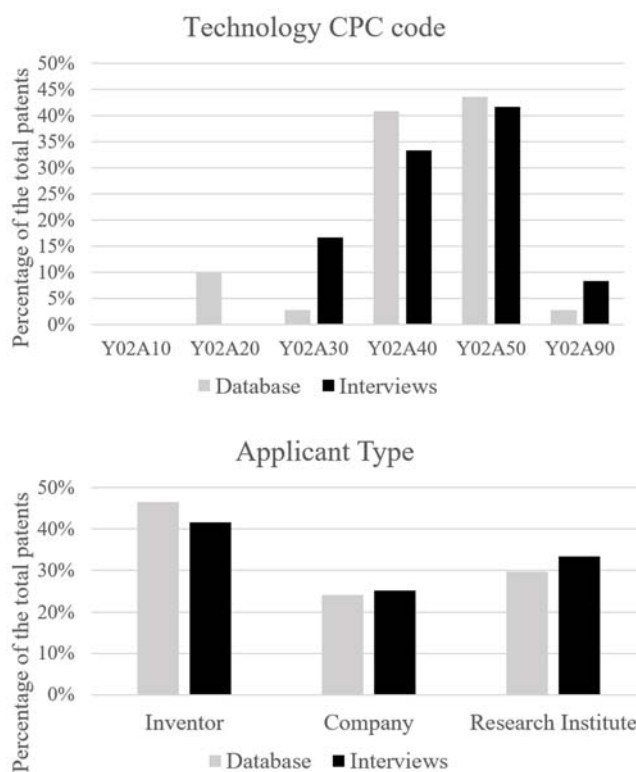 Technology CPC code
Percentage of the total patents
50%
45%
40%
35%
30%
25%
20%
15%
10%
5%
0%
Y02A10 Y02A20 Y02A30 Y02A40 Y02A50 Y02A90
Database Interviews
Applicant Type
Percentage of the total patents
50%
40%
30%
20%
10%
0%
Inventor Company Research Institute
Database Interviews